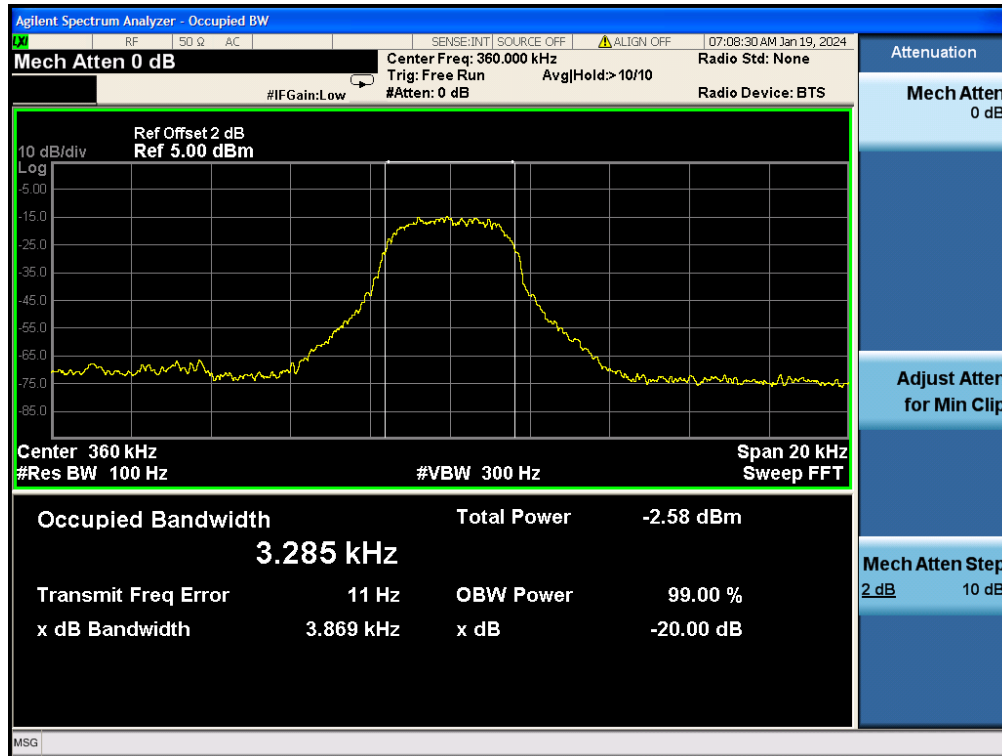 Agilent Spectrum Analyzer - Occupied BW
LXI RF 50 Ω AC SENSE:INT SOURCE OFF ALIGN OFF 07:08:30 AM Jan 19, 2024
Mech Atten 0 dB
Center Freq: 360.000 kHz Radio Std: None
Trig: Free Run Avg|Hold:> 10/10
#IFGain:Low #Atten: 0 dB Radio Device: BTS
Ref Offset 2 dB
10 dB/div Ref 5.00 dBm
Log
-5.00
-15.0
-25.0
-35.0
-45.0
-55.0
-65.0
-75.0
-85.0
Center 360 kHz Span 20 kHz
#Res BW 100 Hz #VBW 300 Hz Sweep FFT
Occupied Bandwidth Total Power -2.58 dBm
3.285 kHz
Transmit Freq Error 11 Hz OBW Power 99.00 %
x dB Bandwidth 3.869 kHz x dB -20.00 dB
MSG
Attenuation
Mech Atten
0 dB
Adjust Atten
for Min Clip
Mech Atten Step
2 dB 10 dB